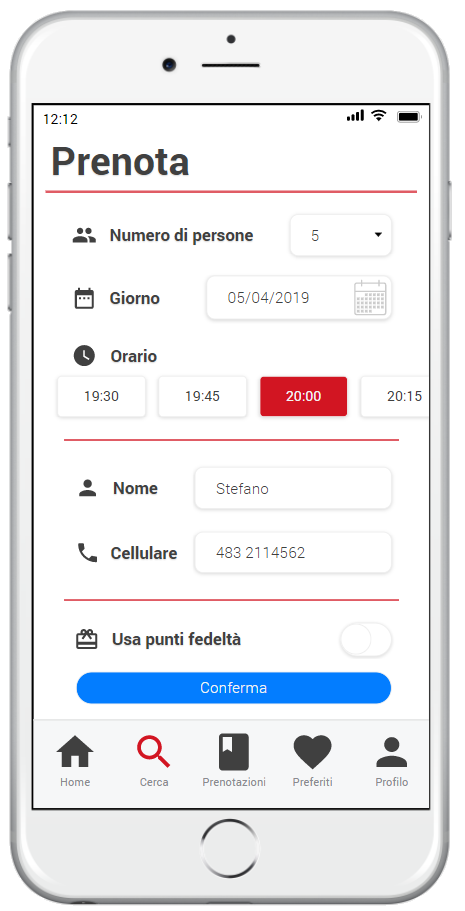 12:12
Prenota
Numero di persone 5
Giorno 05/04/2019
Orario
19:30 19:45 20:00 20:15
Nome Stefano
Cellulare 483 2114562
Usa punti fedeltà
Conferma
Home Cerca Prenotazioni Preferiti Profilo